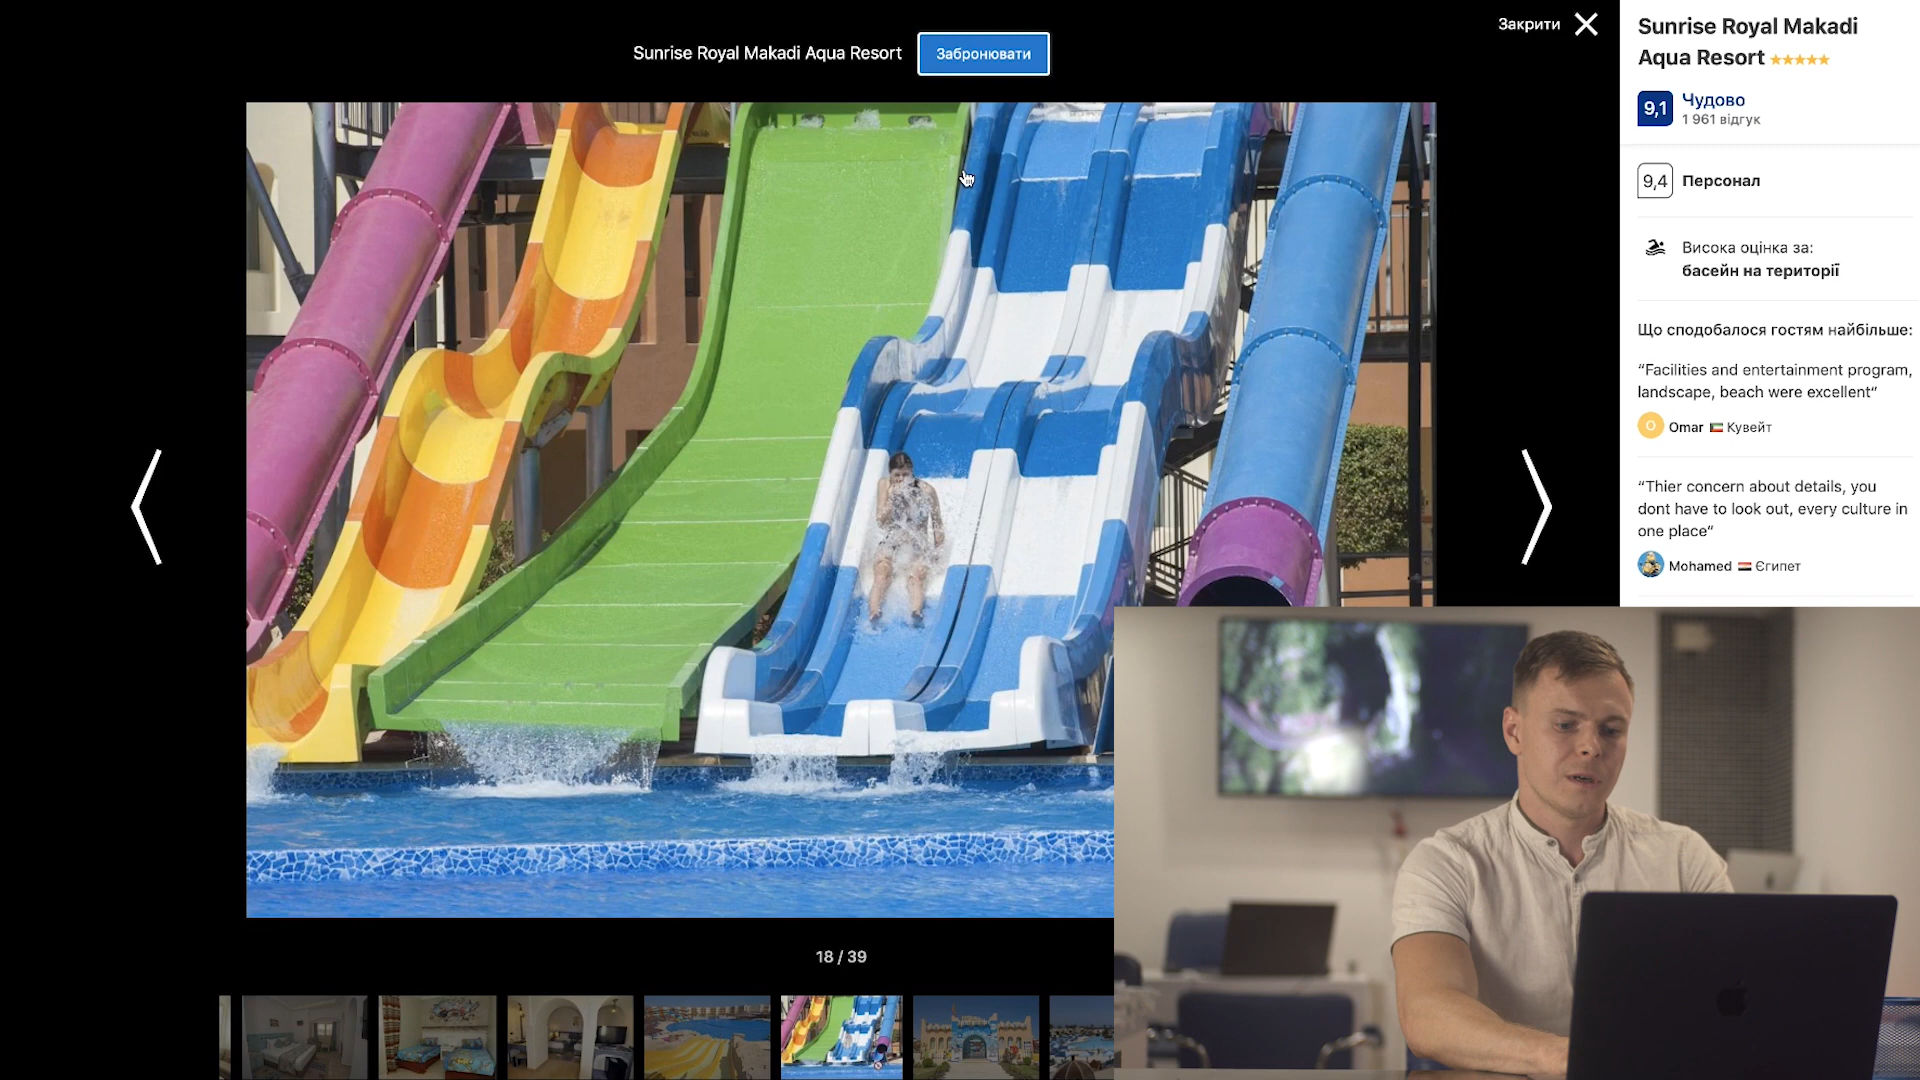 Закрити
Sunrise Royal Makadi Aqua Resort
Забронювати
18 / 39
Sunrise Royal Makadi
Aqua Resort
9,1
Чудово
1 961 відгук
9,4
Персонал
Висока оцінка за:
басейн на території
Що сподобалося гостям найбільше:
“Facilities and entertainment program,
landscape, beach were excellent”
O
Omar
Кувейт
“Thier concern about details, you
dont have to look out, every culture in
one place”
Mohamed
Єгипет